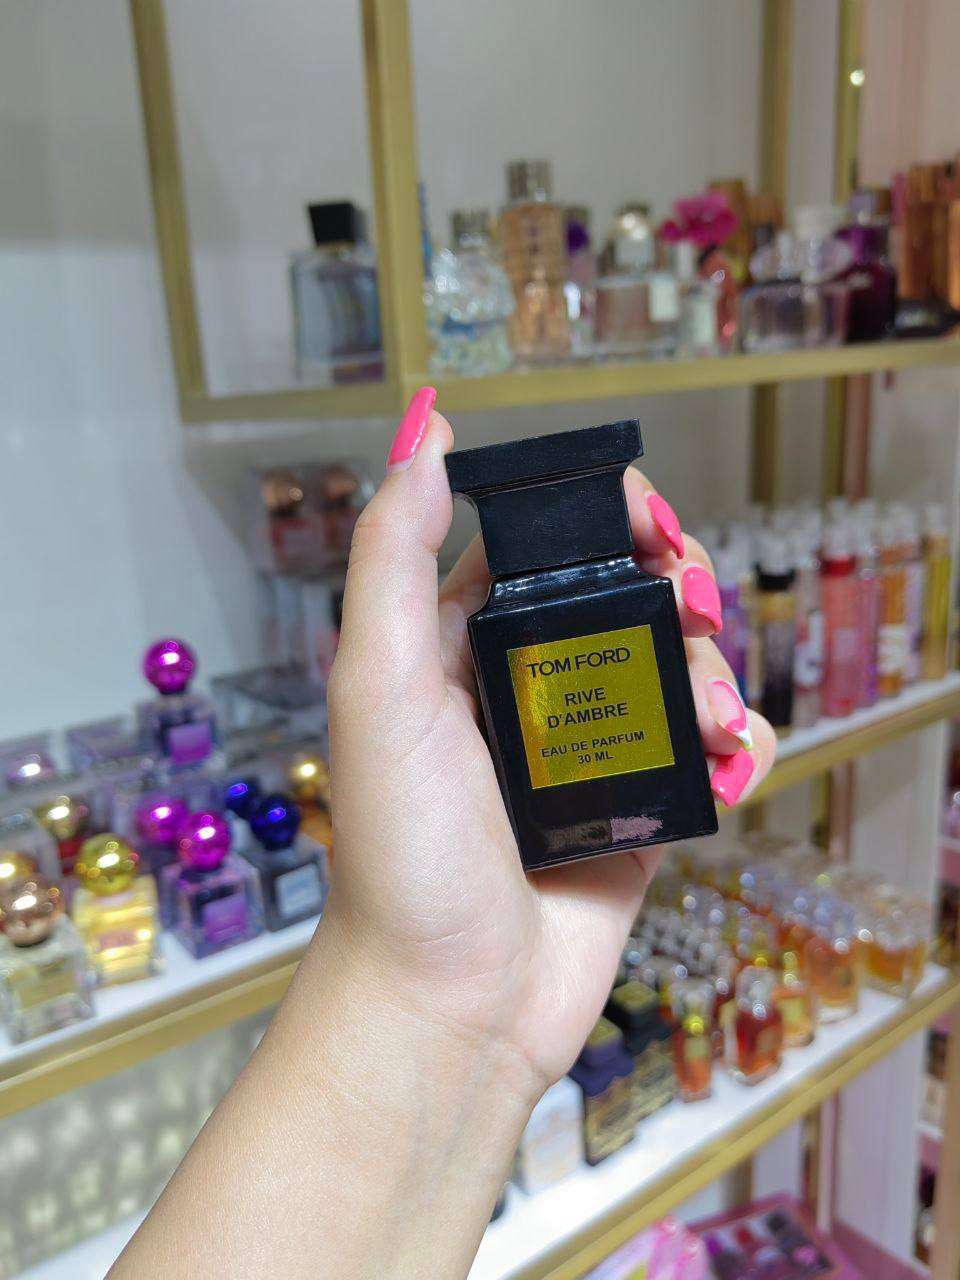 TOM FORD
RIVE
D'AMBRE
EAU DE PARFUM
30 ML